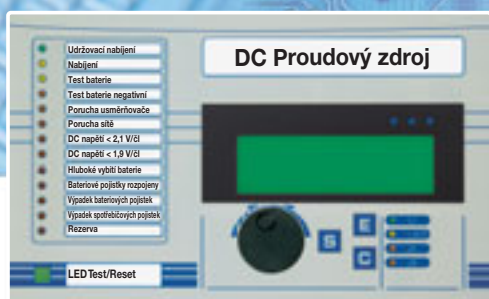 DC Proudový zdroj
Udržovací nabíjení
Nabíjení
Test baterie
Test baterie negativní
Porucha usměrňovače
Porucha sítě
DC napětí < 2,1 V/čl
DC napětí < 1,9 V/čl
Hluboké vybití baterie
Bateriové pojistky rozpojeny
Výpadek bateriových pojistek
Výpadek spotřebičových pojistek
Rezerva
LED Test/Reset
S
E
C